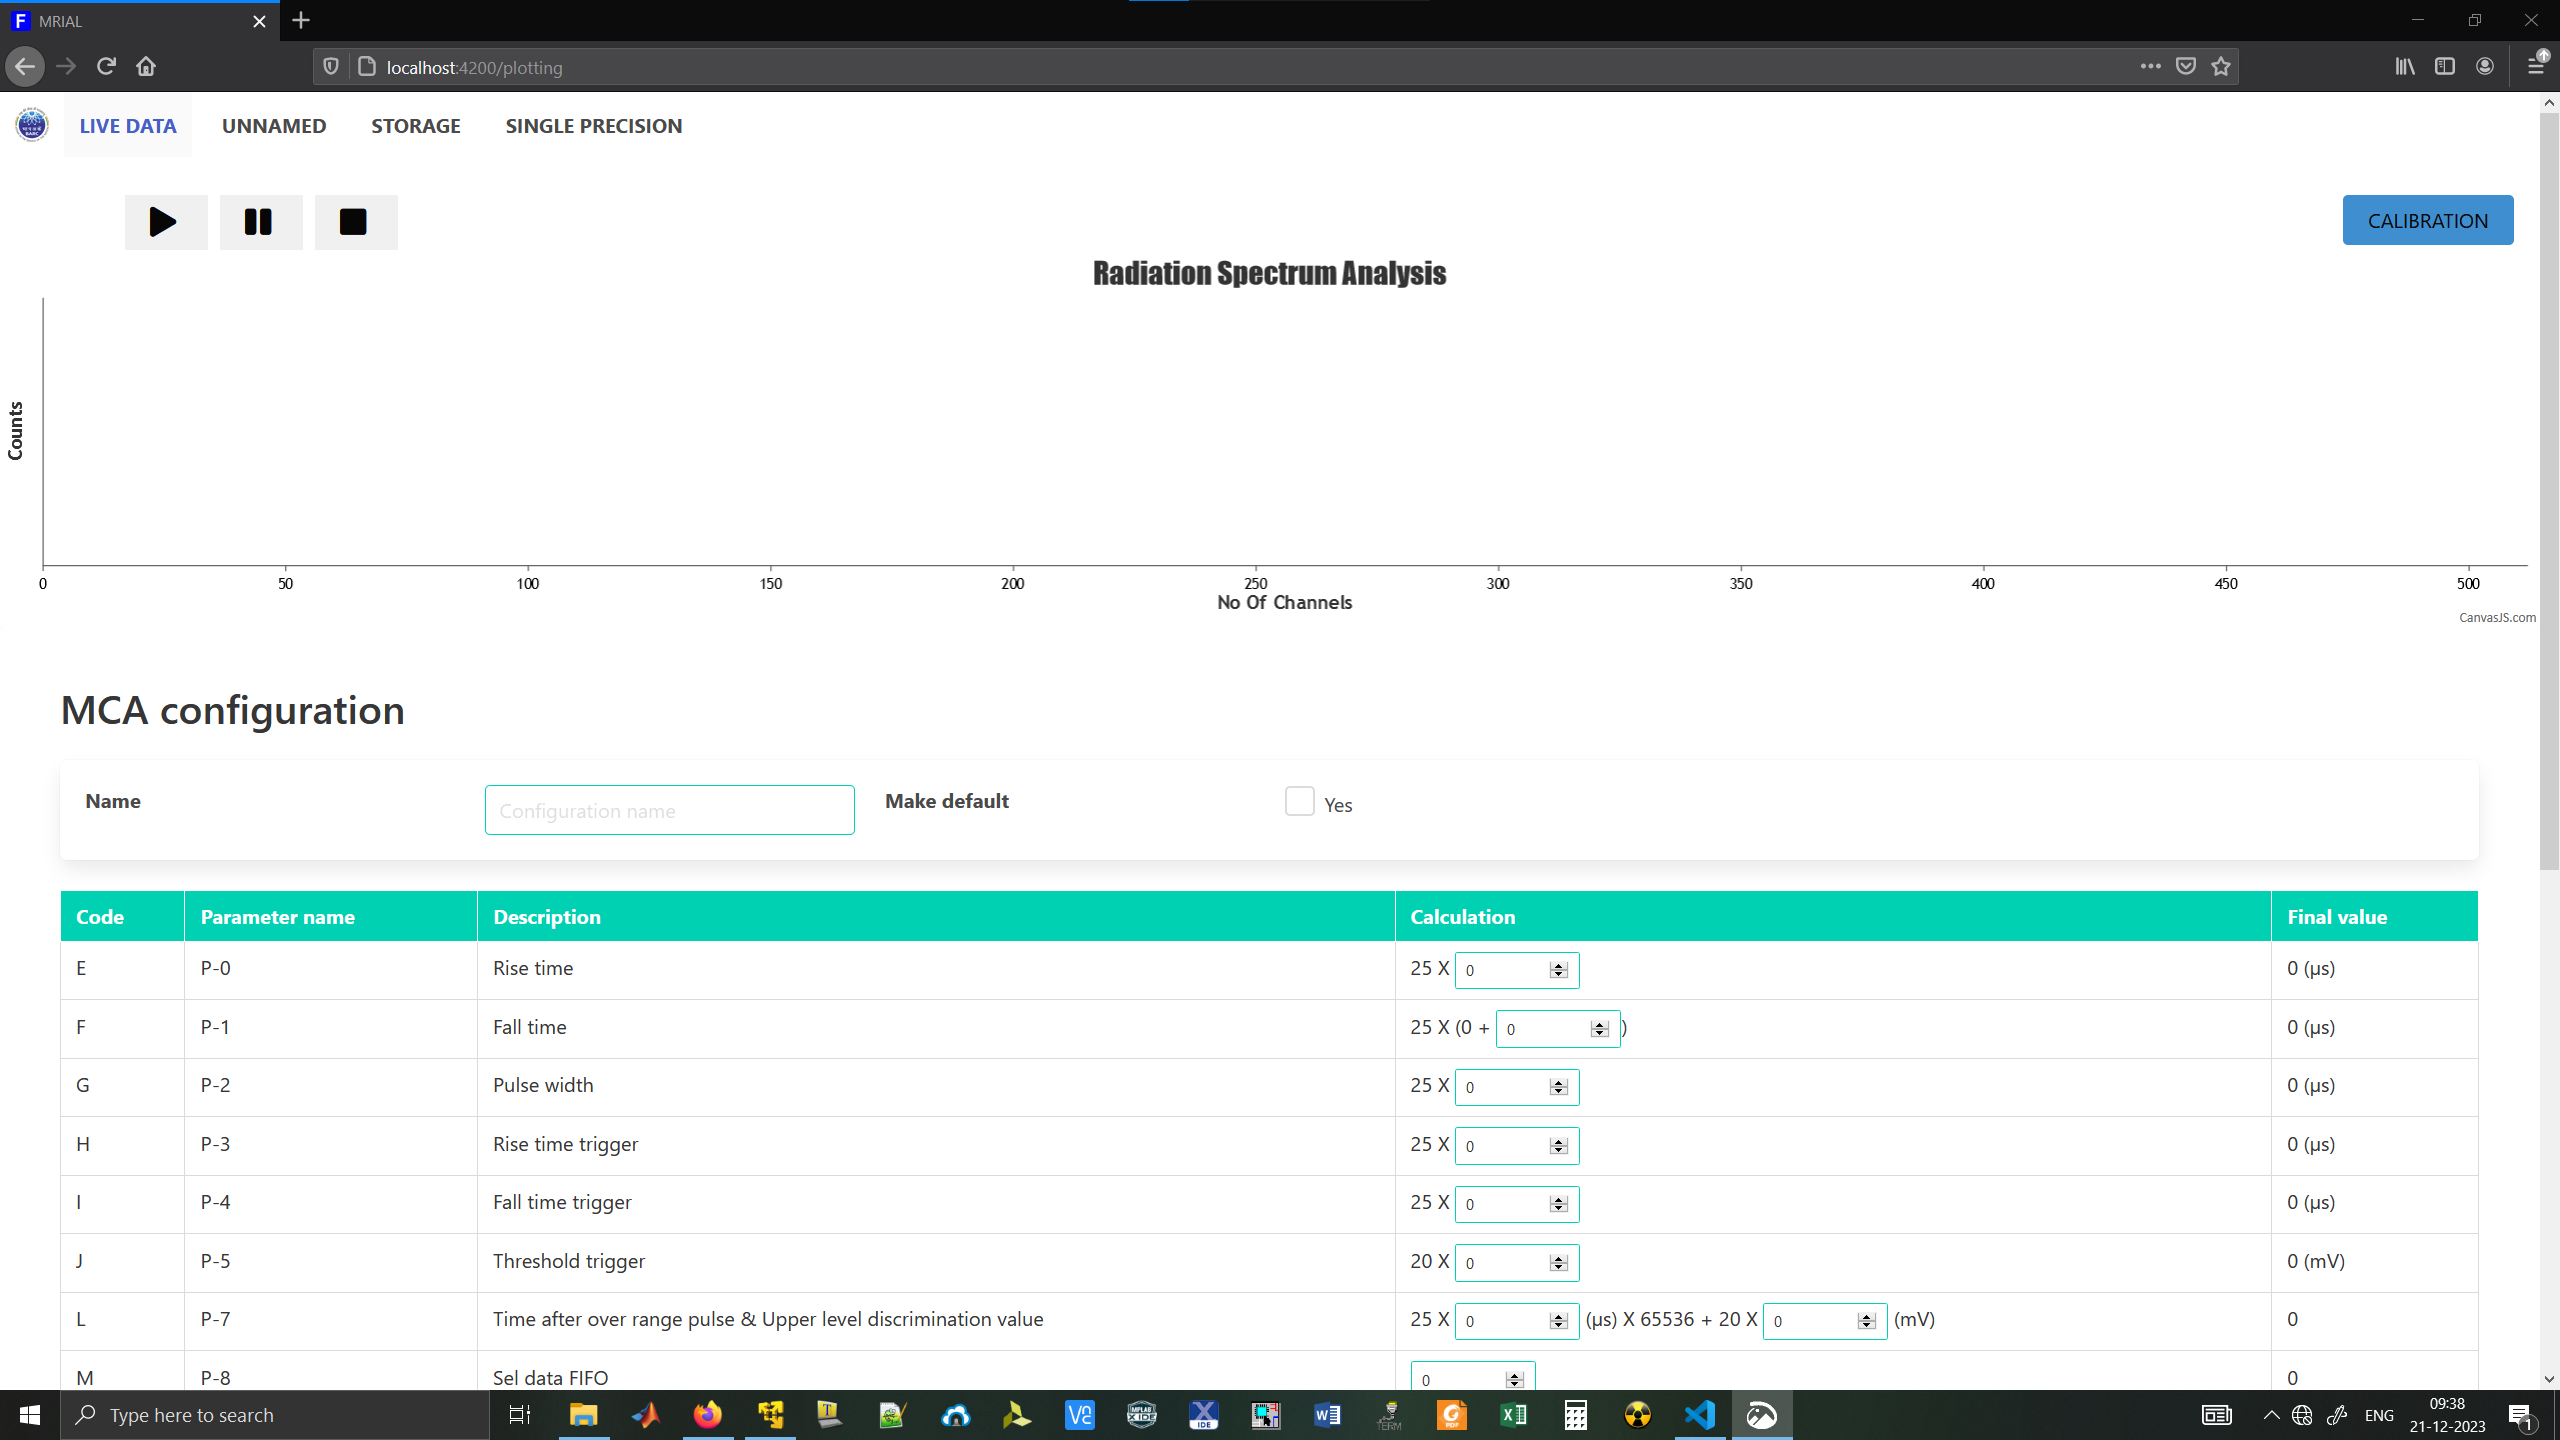 F MRIAL
localhost:4200/plotting
LIVE DATA UNNAMED STORAGE SINGLE PRECISION
CALIBRATION
Radiation Spectrum Analysis
Counts
0 50 100 150 200 250 300 350 400 450 500
No Of Channels
CanvasJS.com
MCA configuration
Name Configuration name Make default Yes
Code Parameter name Description Calculation Final value
E P-0 Rise time 25 X 0 0 (µs)
F P-1 Fall time 25 X (0 + 0 ) 0 (µs)
G P-2 Pulse width 25 X 0 0 (µs)
H P-3 Rise time trigger 25 X 0 0 (µs)
I P-4 Fall time trigger 25 X 0 0 (µs)
J P-5 Threshold trigger 20 X 0 0 (mV)
L P-7 Time after over range pulse & Upper level discrimination value 25 X 0 (µs) X 65536 + 20 X 0 (mV) 0
M P-8 Sel data FIFO 0 0
Type here to search
ENG
09:38
21-12-2023
1